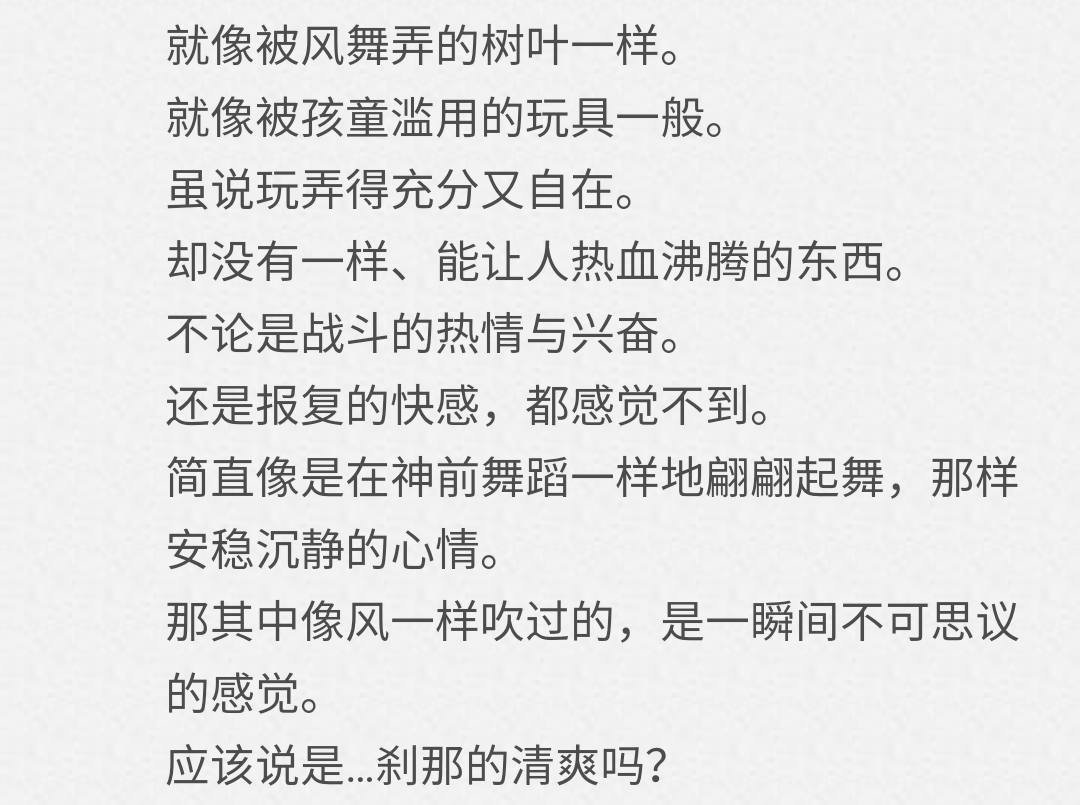 就像被风舞弄的树叶一样。
就像被孩童滥用的玩具一般。
虽说玩弄得充分又自在。
却没有一样、能让人热血沸腾的东西。
不论是战斗的热情与兴奋。
还是报复的快感，都感觉不到。
简直像是在神前舞蹈一样地翩翩起舞，那样
安稳沉静的心情。
那其中像风一样吹过的，是一瞬间不可思议
的感觉。
应该说是...刹那的清爽吗？